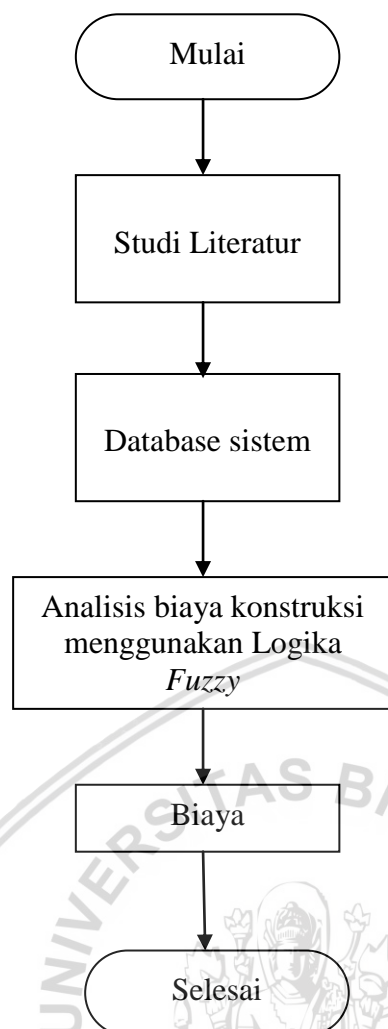 Mulai
Studi Literatur
Database sistem
Analisis biaya konstruksi
menggunakan Logika
Fuzzy
Biaya
Selesai